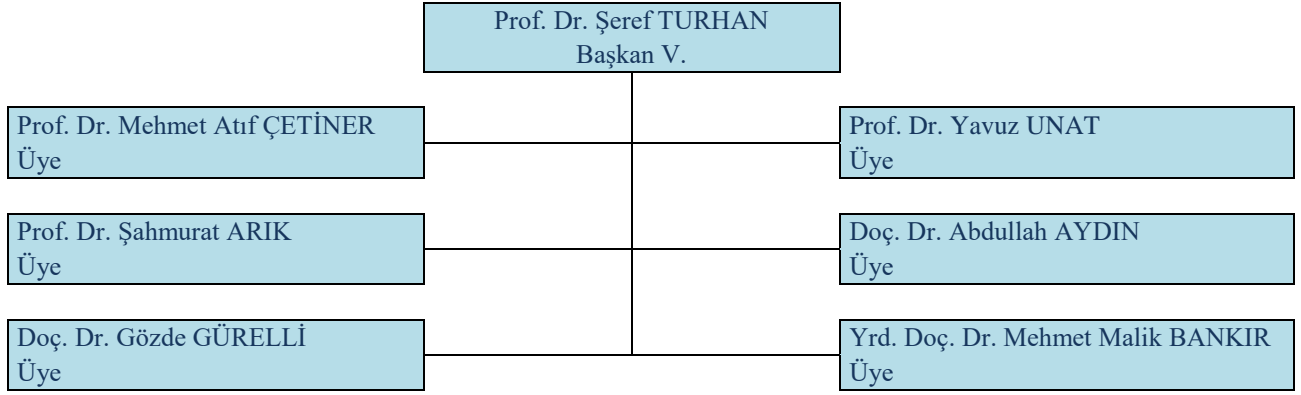 Prof. Dr. Şeref TURHAN
Başkan V.
Prof. Dr. Mehmet Atıf ÇETİNER
Üye
Prof. Dr. Yavuz UNAT
Üye
Prof. Dr. Şahmurat ARIK
Üye
Doç. Dr. Abdullah AYDIN
Üye
Doç. Dr. Gözde GÜRELLİ
Üye
Yrd. Doç. Dr. Mehmet Malik BANKIR
Üye